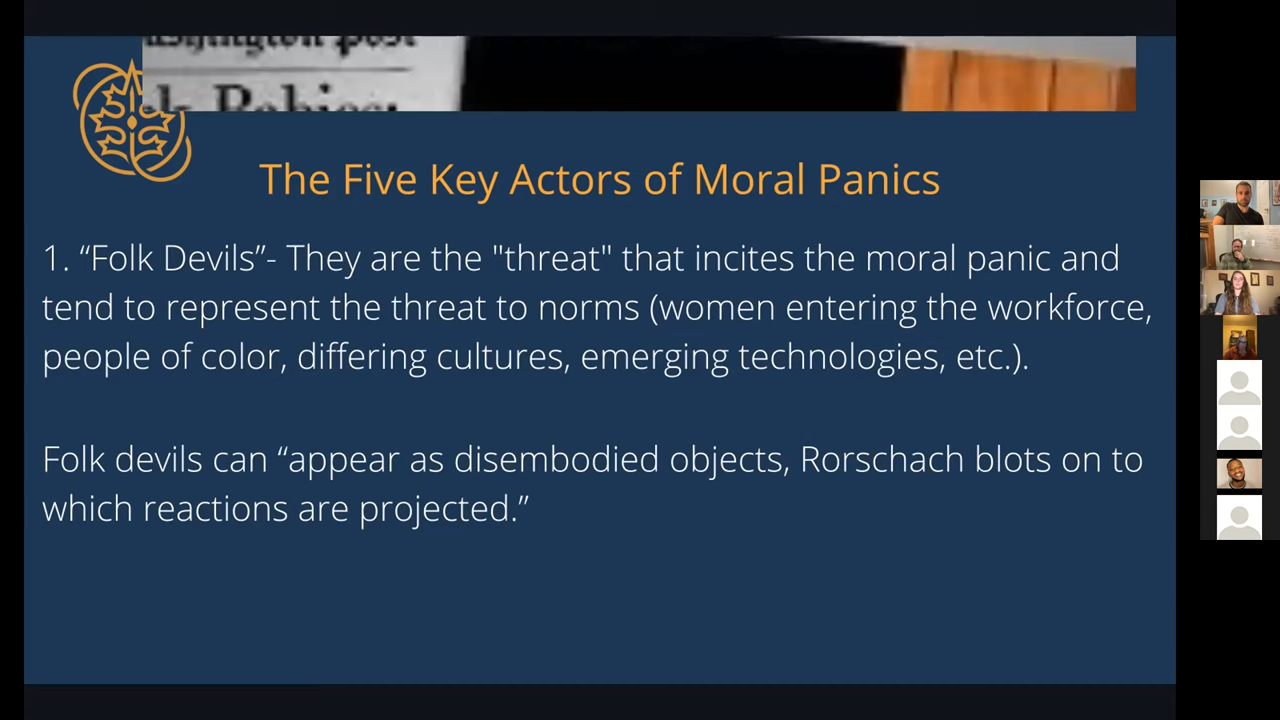 Washington Post
The Five Key Actors of Moral Panics
1. “Folk Devils”- They are the "threat" that incites the moral panic and
tend to represent the threat to norms (women entering the workforce,
people of color, differing cultures, emerging technologies, etc.).
Folk devils can “appear as disembodied objects, Rorschach blots on to
which reactions are projected.”